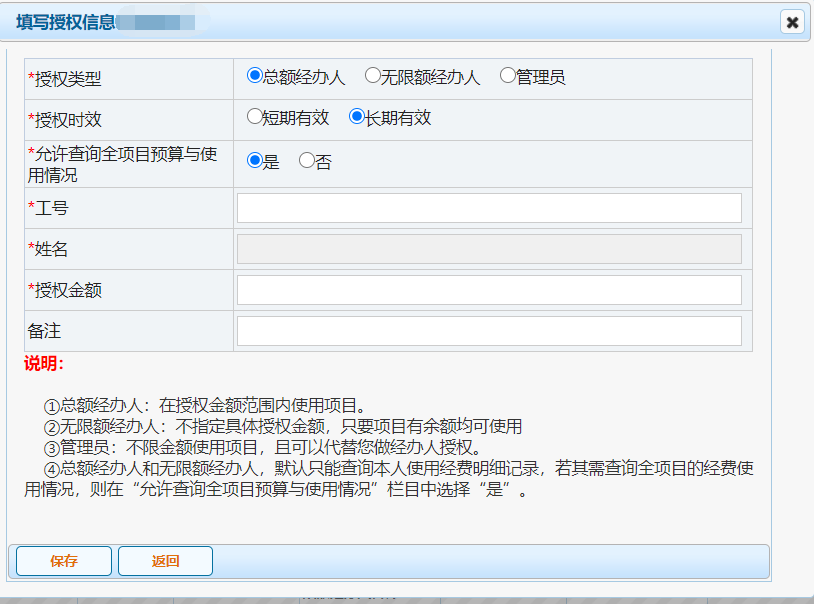 填写授权信息
*授权类型
总额经办人 无限额经办人 管理员
*授权时效
短期有效 长期有效
*允许查询全项目预算与使
用情况
是 否
*工号
*姓名
*授权金额
备注
说明：
①总额经办人：在授权金额范围内使用项目。
②无限额经办人：不指定具体授权金额，只要项目有余额均可使用
③管理员：不限金额使用项目，且可以代替您做经办人授权。
④总额经办人和无限额经办人，默认只能查询本人使用经费明细记录，若其需查询全项目的经费使
用情况，则在“允许查询全项目预算与使用情况”栏目中选择“是”。
保存 返回